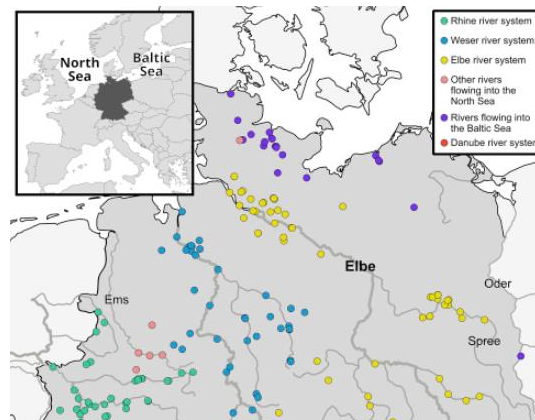 North
Sea
Baltic
Sea
Rhine river system
Weser river system
Elbe river system
Other rivers
flowing into the
North Sea
Rivers flowing into
the Baltic Sea
Danube river system
Elbe
Oder
Ems
Spree